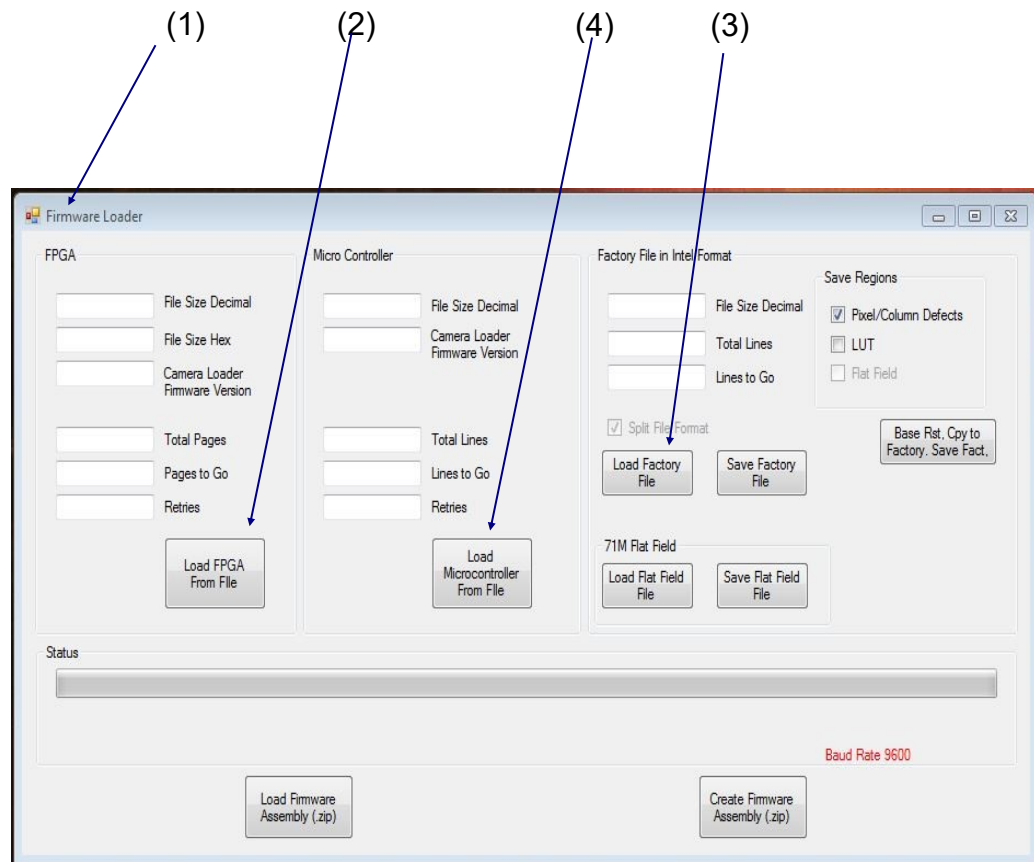 (1)
(2)
(4)
(3)
Firmware Loader
FPGA
File Size Decimal
File Size Hex
Camera Loader
Firmware Version
Total Pages
Pages to Go
Retries
Load FPGA
From FIle
Micro Controller
File Size Decimal
Camera Loader
Firmware Version
Total Lines
Lines to Go
Retries
Load
Microcontroller
From FIle
Factory File in Intel Format
File Size Decimal
Total Lines
Lines to Go
Save Regions
Pixel/Column Defects
LUT
Flat Field
Split File Format
Load Factory
File
Save Factory
File
Base Rst, Cpy to
Factory. Save Fact,
71M Flat Field
Load Flat Field
File
Save Flat Field
File
Status
Baud Rate 9600
Load Firmware
Assembly (.zip)
Create Firmware
Assembly (.zip)